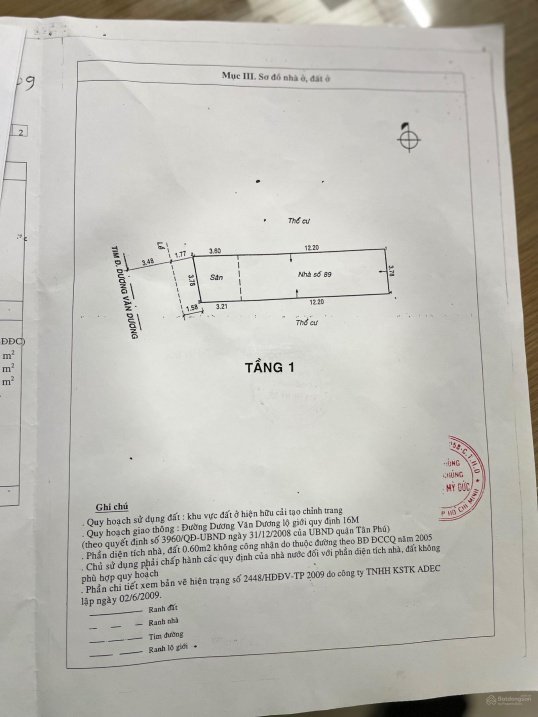 09
2
ĐĐC)
m²
m²
m²
Mục III. Sơ đồ nhà ở, đất ở
Thổ cư
TIM Đ. DƯƠNG VĂN DƯƠNG
3.48
Lề
1.77
3.60
12.20
3.76
Sân
Nhà số 89
3.78
1.58
3.21
12.20
Thổ cư
TẦNG 1
MỸ ĐỨC
P HỒ CHÍ MINH
Ghi chú
. Quy hoạch sử dụng đất : khu vực đất ở hiện hữu cải tạo chỉnh trang
. Quy hoạch giao thông : Đường Dương Văn Dương lộ giới quy định 16M
(theo quyết định số 3960/QĐ-UBND ngày 31/12/2008 của UBND quận Tân Phú)
. Phần diện tích nhà, đất 0.60m2 không công nhận do thuộc đường theo BĐ ĐCCQ năm 2005
. Chủ sử dụng phải chấp hành các quy định của nhà nước đối với phần diện tích nhà, đất không
phù hợp quy hoạch
. Phần chi tiết xem bản vẽ hiện trạng số 2448/HĐĐV-TP 2009 do công ty TNHH KSTK ADEC
lập ngày 02/6/2009.
Ranh đất
Ranh nhà
Tim đường
Ranh lộ giới
Batdongsan